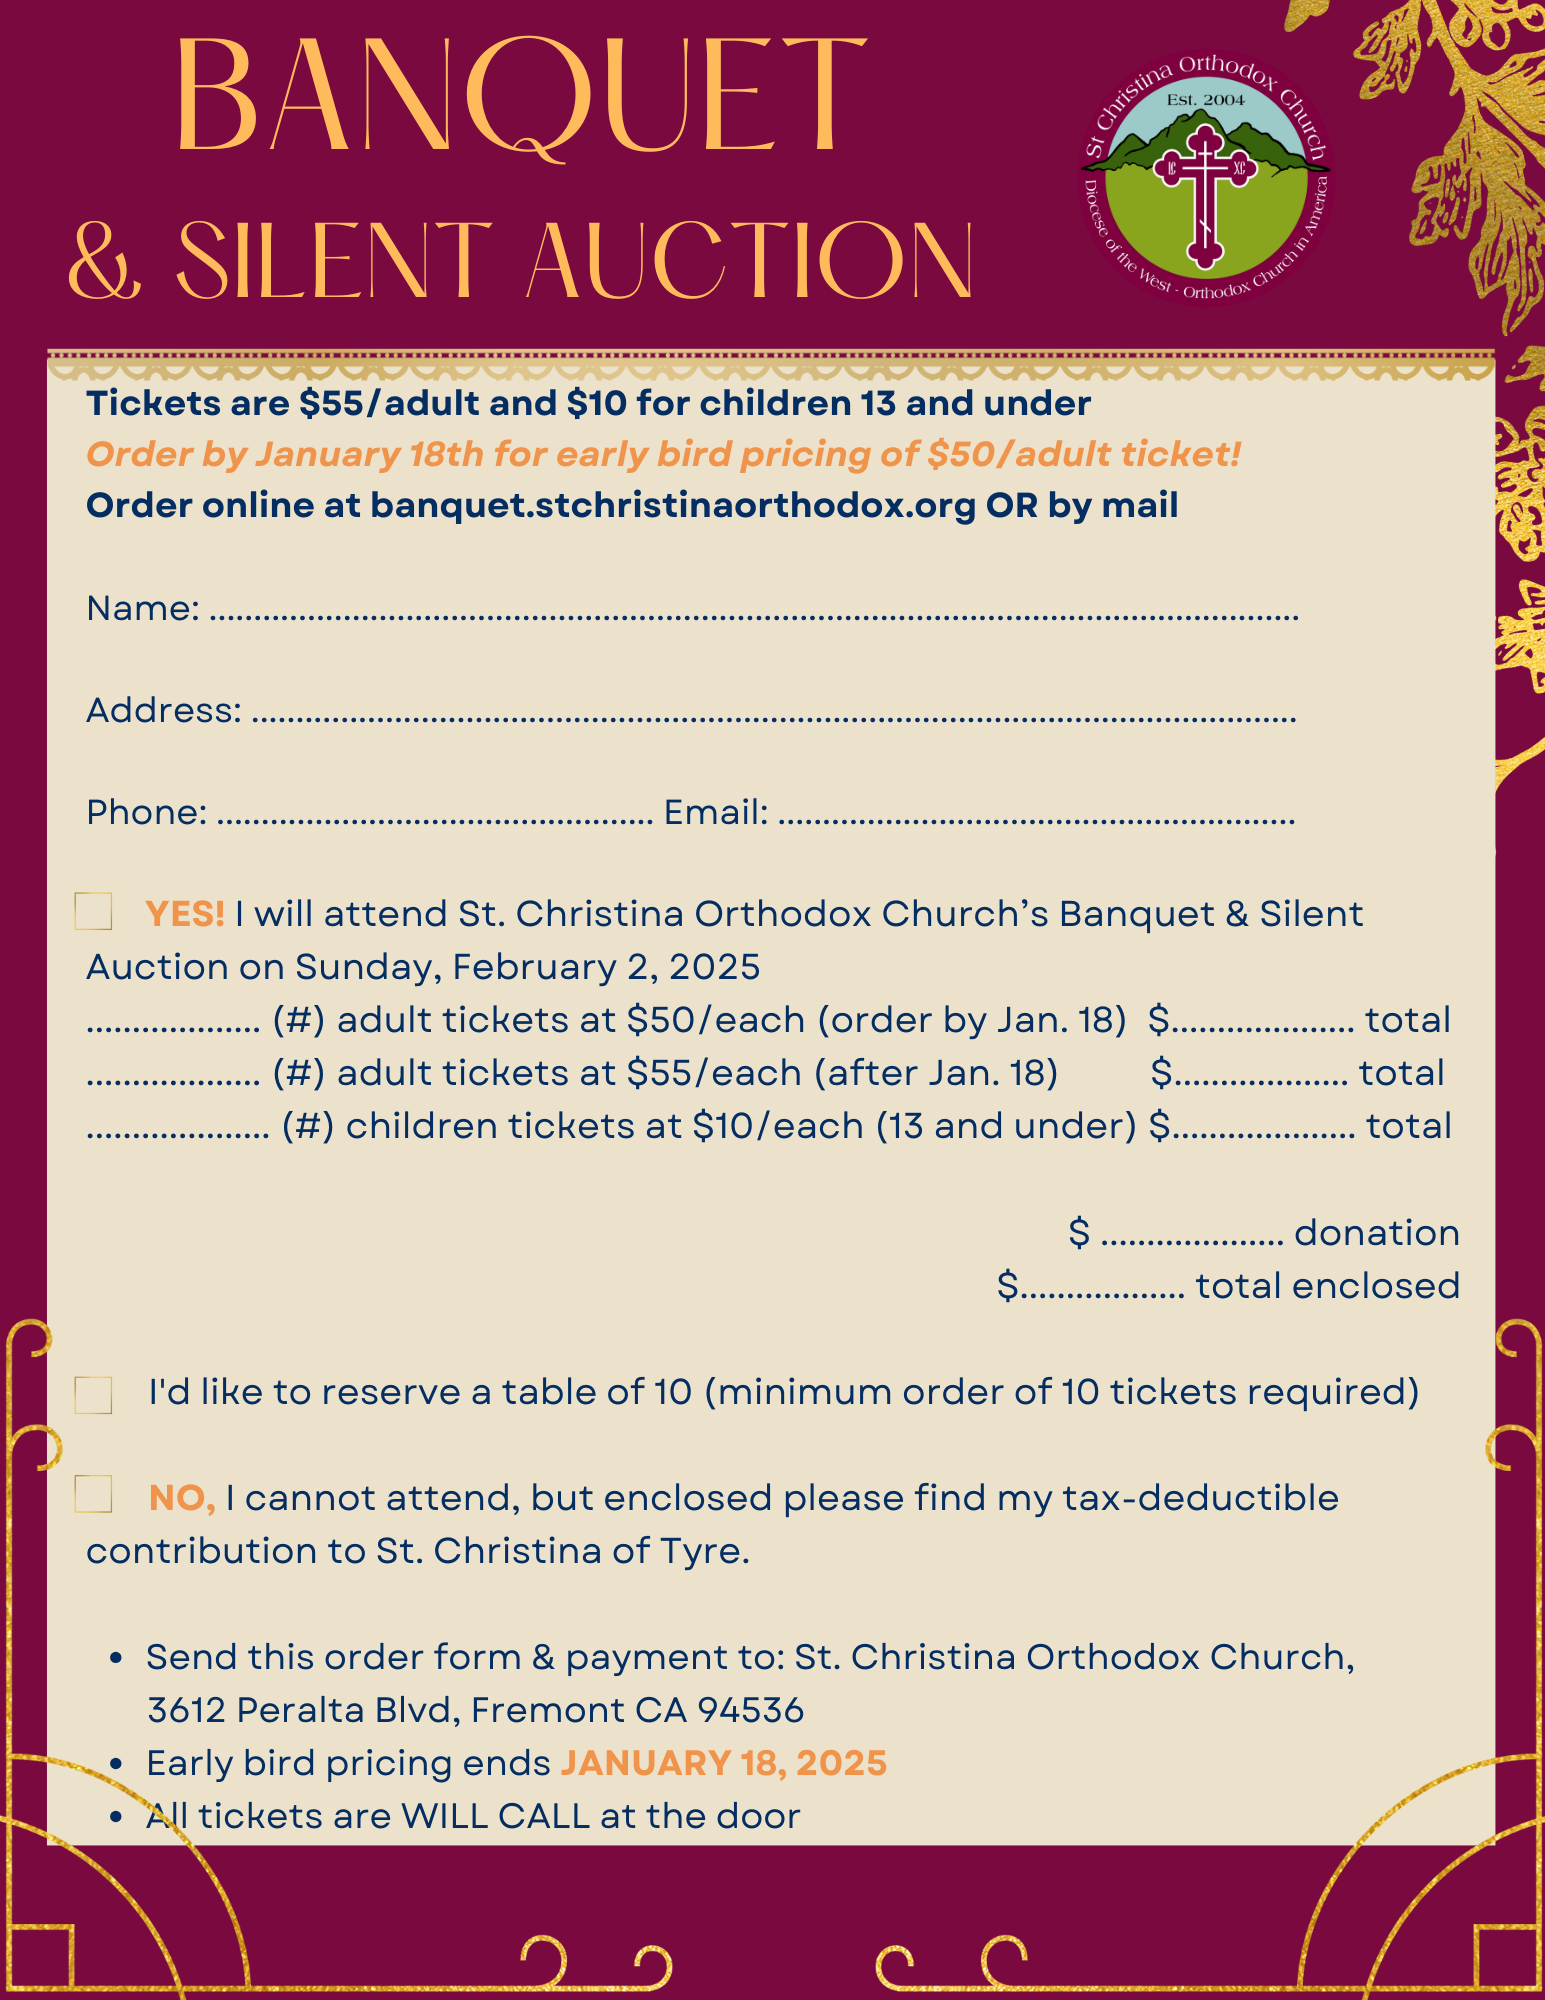 BANQUET
& SILENT AUCTION
St Christina Orthodox Church
Est. 2004
IC XC
Diocese of the West - Orthodox Church in America
Tickets are $55/adult and $10 for children 13 and under
Order by January 18th for early bird pricing of $50/adult ticket!
Order online at banquet.stchristinaorthodox.org OR by mail
Name: ........................................................................................................................
Address: ...................................................................................................................
Phone: ................................................ Email: .........................................................
YES! I will attend St. Christina Orthodox Church’s Banquet & Silent
Auction on Sunday, February 2, 2025
................... (#) adult tickets at $50/each (order by Jan. 18) $.................... total
................... (#) adult tickets at $55/each (after Jan. 18) $................... total
.................... (#) children tickets at $10/each (13 and under) $.................... total
$ .................... donation
$.................. total enclosed
I'd like to reserve a table of 10 (minimum order of 10 tickets required)
NO, I cannot attend, but enclosed please find my tax-deductible
contribution to St. Christina of Tyre.
• Send this order form & payment to: St. Christina Orthodox Church,
3612 Peralta Blvd, Fremont CA 94536
• Early bird pricing ends JANUARY 18, 2025
• All tickets are WILL CALL at the door